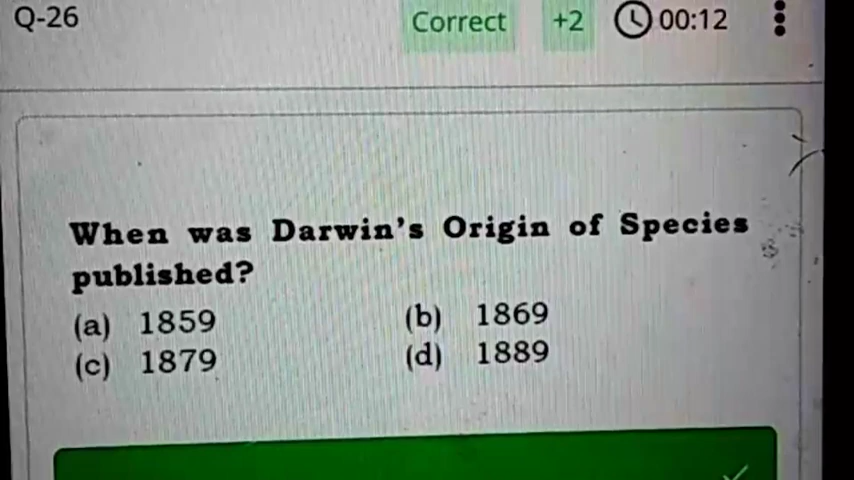 Q-26 Correct +2 00:12
When was Darwin's Origin of Species
published?
(a) 1859 (b) 1869
(c) 1879 (d) 1889